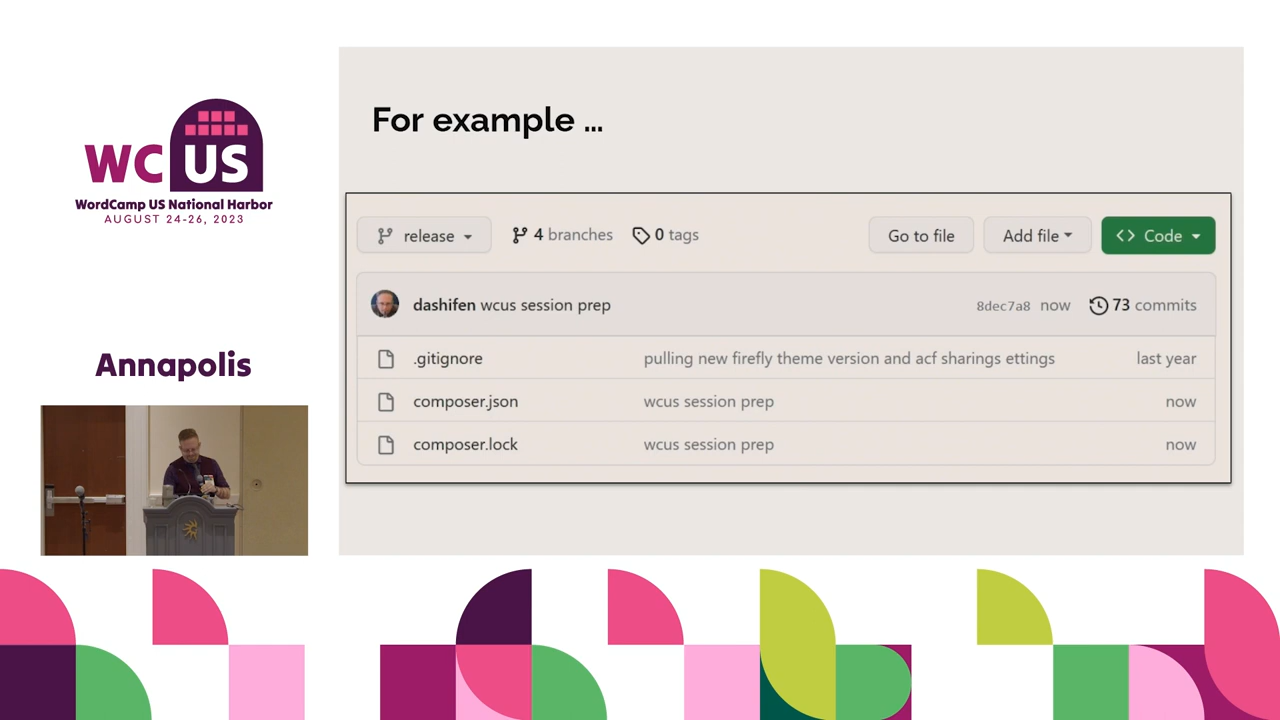 WC US
WordCamp US National Harbor
AUGUST 24-26, 2023
Annapolis
For example ...
release 4 branches 0 tags Go to file Add file <> Code
dashifen wcus session prep 8dec7a8 now 73 commits
.gitignore pulling new firefly theme version and acf sharings ettings last year
composer.json wcus session prep now
composer.lock wcus session prep now